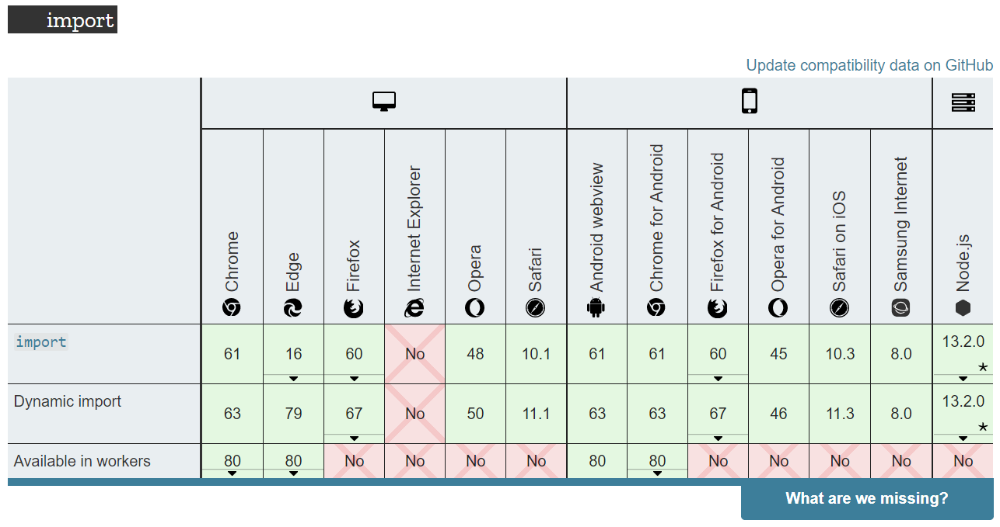 import
Update compatibility data on GitHub
Chrome
Edge
Firefox
Internet Explorer
Opera
Safari
Android webview
Chrome for Android
Firefox for Android
Opera for Android
Safari on iOS
Samsung Internet
Node.js
import 61 16 60 No 48 10.1 61 61 60 45 10.3 8.0 13.2.0 *
Dynamic import 63 79 67 No 50 11.1 63 63 67 46 11.3 8.0 13.2.0 *
Available in workers 80 80 No No No No 80 80 No No No No No
What are we missing?